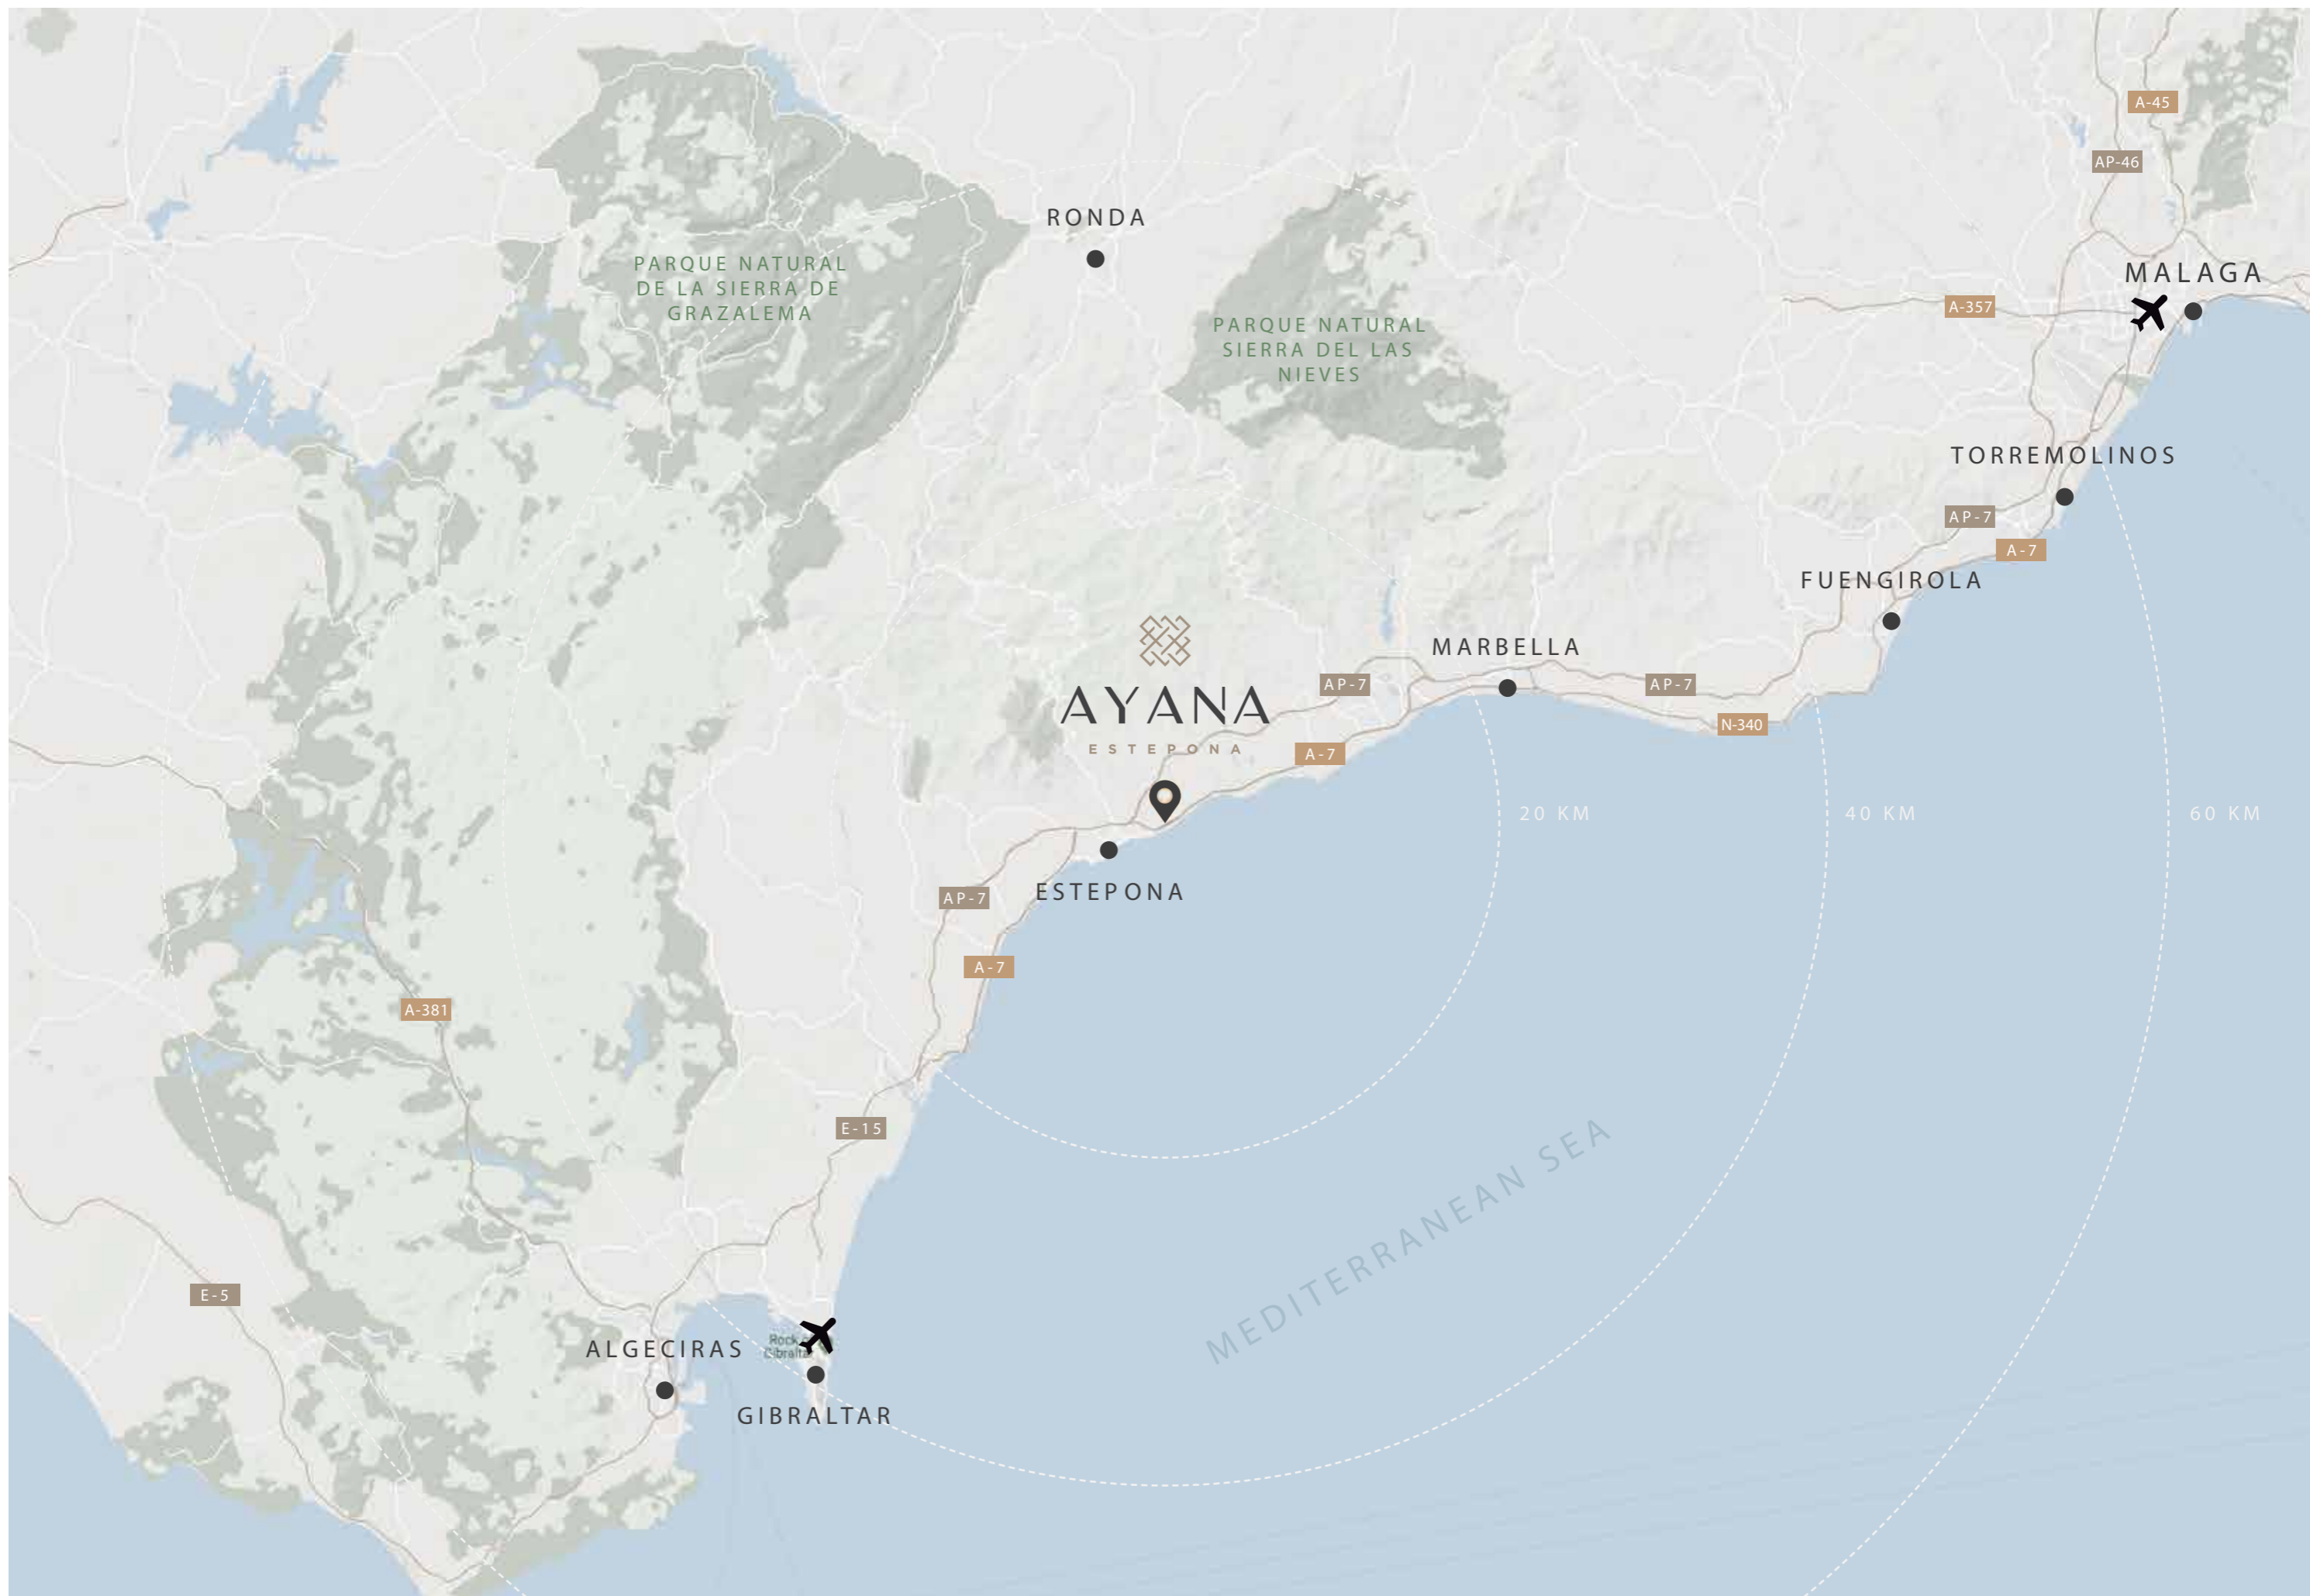 A-45
AP-46
RONDA
MALAGA
PARQUE NATURAL
DE LA SIERRA DE
GRAZALEMA
A-357
PARQUE NATURAL
SIERRA DEL LAS
NIEVES
TORREMOLINOS
AP-7
A-7
FUENGIROLA
MARBELLA
AP-7
AP-7
AYANA
ESTEPONA
N-340
A-7
20 KM
40 KM
60 KM
ESTEPONA
AP-7
A-7
A-381
E-15
MEDITERRANEAN SEA
E-5
ALGECIRAS
Rock
GIBRALTAR